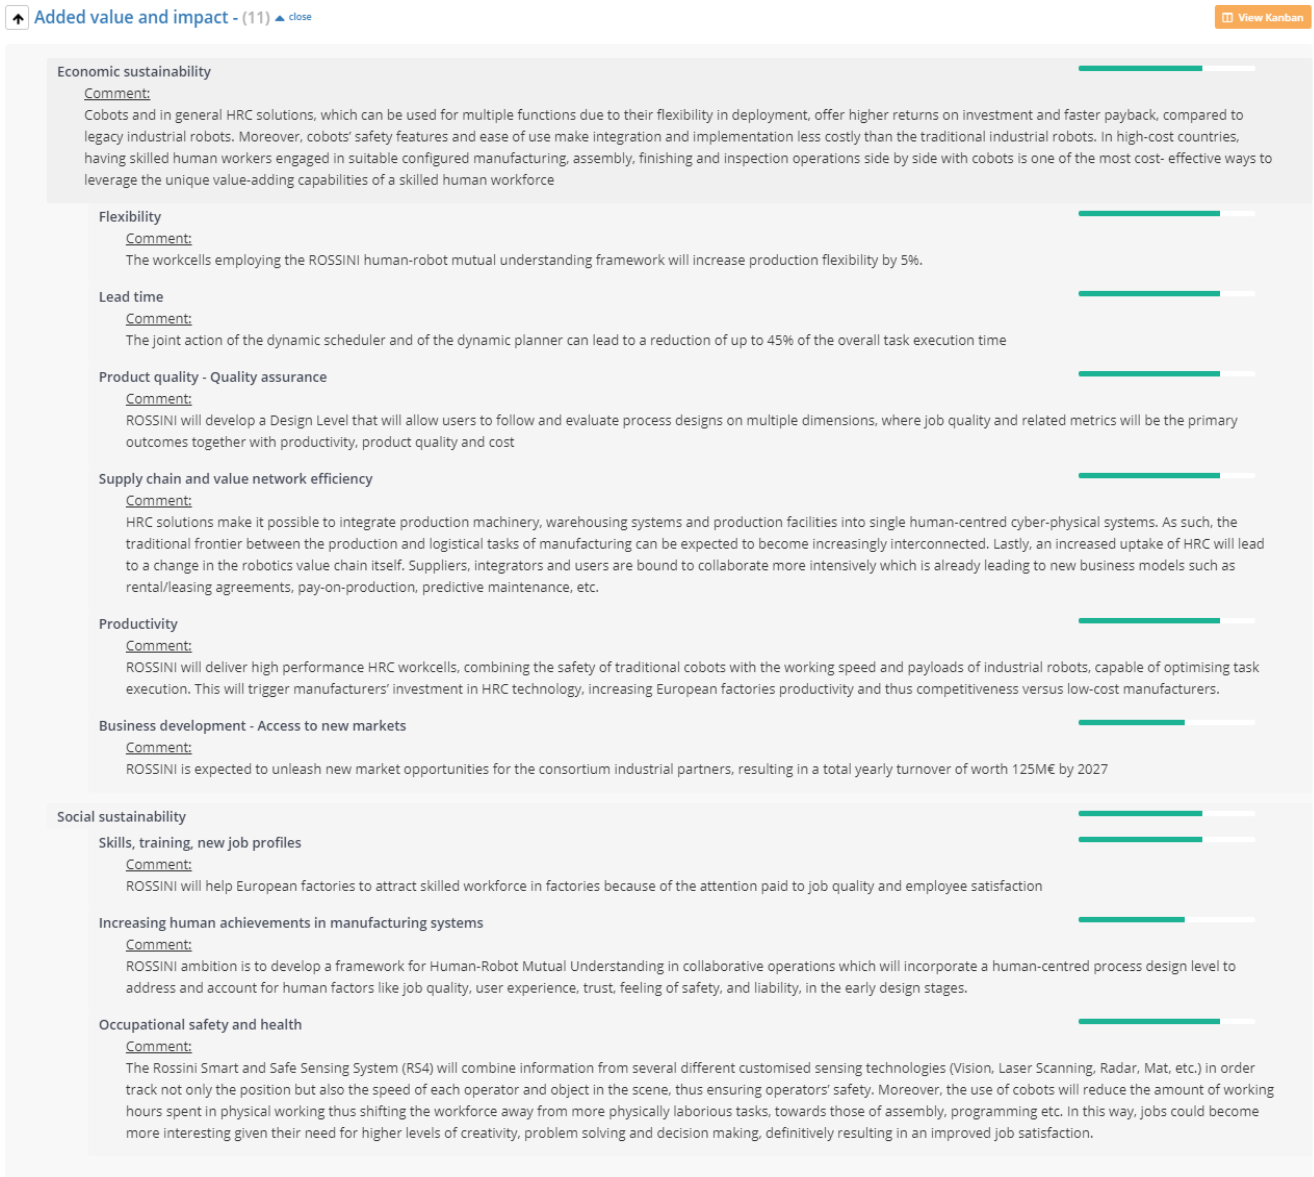 Added value and impact - (11) close
View Kanban
Economic sustainability
Comment:
Cobots and in general HRC solutions, which can be used for multiple functions due to their flexibility in deployment, offer higher returns on investment and faster payback, compared to
legacy industrial robots. Moreover, cobots’ safety features and ease of use make integration and implementation less costly than the traditional industrial robots. In high-cost countries,
having skilled human workers engaged in suitable configured manufacturing, assembly, finishing and inspection operations side by side with cobots is one of the most cost- effective ways to
leverage the unique value-adding capabilities of a skilled human workforce
Flexibility
Comment:
The workcells employing the ROSSINI human-robot mutual understanding framework will increase production flexibility by 5%.
Lead time
Comment:
The joint action of the dynamic scheduler and of the dynamic planner can lead to a reduction of up to 45% of the overall task execution time
Product quality - Quality assurance
Comment:
ROSSINI will develop a Design Level that will allow users to follow and evaluate process designs on multiple dimensions, where job quality and related metrics will be the primary
outcomes together with productivity, product quality and cost
Supply chain and value network efficiency
Comment:
HRC solutions make it possible to integrate production machinery, warehousing systems and production facilities into single human-centred cyber-physical systems. As such, the
traditional frontier between the production and logistical tasks of manufacturing can be expected to become increasingly interconnected. Lastly, an increased uptake of HRC will lead
to a change in the robotics value chain itself. Suppliers, integrators and users are bound to collaborate more intensively which is already leading to new business models such as
rental/leasing agreements, pay-on-production, predictive maintenance, etc.
Productivity
Comment:
ROSSINI will deliver high performance HRC workcells, combining the safety of traditional cobots with the working speed and payloads of industrial robots, capable of optimising task
execution. This will trigger manufacturers’ investment in HRC technology, increasing European factories productivity and thus competitiveness versus low-cost manufacturers.
Business development - Access to new markets
Comment:
ROSSINI is expected to unleash new market opportunities for the consortium industrial partners, resulting in a total yearly turnover of worth 125M€ by 2027
Social sustainability
Skills, training, new job profiles
Comment:
ROSSINI will help European factories to attract skilled workforce in factories because of the attention paid to job quality and employee satisfaction
Increasing human achievements in manufacturing systems
Comment:
ROSSINI ambition is to develop a framework for Human-Robot Mutual Understanding in collaborative operations which will incorporate a human-centred process design level to
address and account for human factors like job quality, user experience, trust, feeling of safety, and liability, in the early design stages.
Occupational safety and health
Comment:
The Rossini Smart and Safe Sensing System (RS4) will combine information from several different customised sensing technologies (Vision, Laser Scanning, Radar, Mat, etc.) in order
track not only the position but also the speed of each operator and object in the scene, thus ensuring operators’ safety. Moreover, the use of cobots will reduce the amount of working
hours spent in physical working thus shifting the workforce away from more physically laborious tasks, towards those of assembly, programming etc. In this way, jobs could become
more interesting given their need for higher levels of creativity, problem solving and decision making, definitively resulting in an improved job satisfaction.